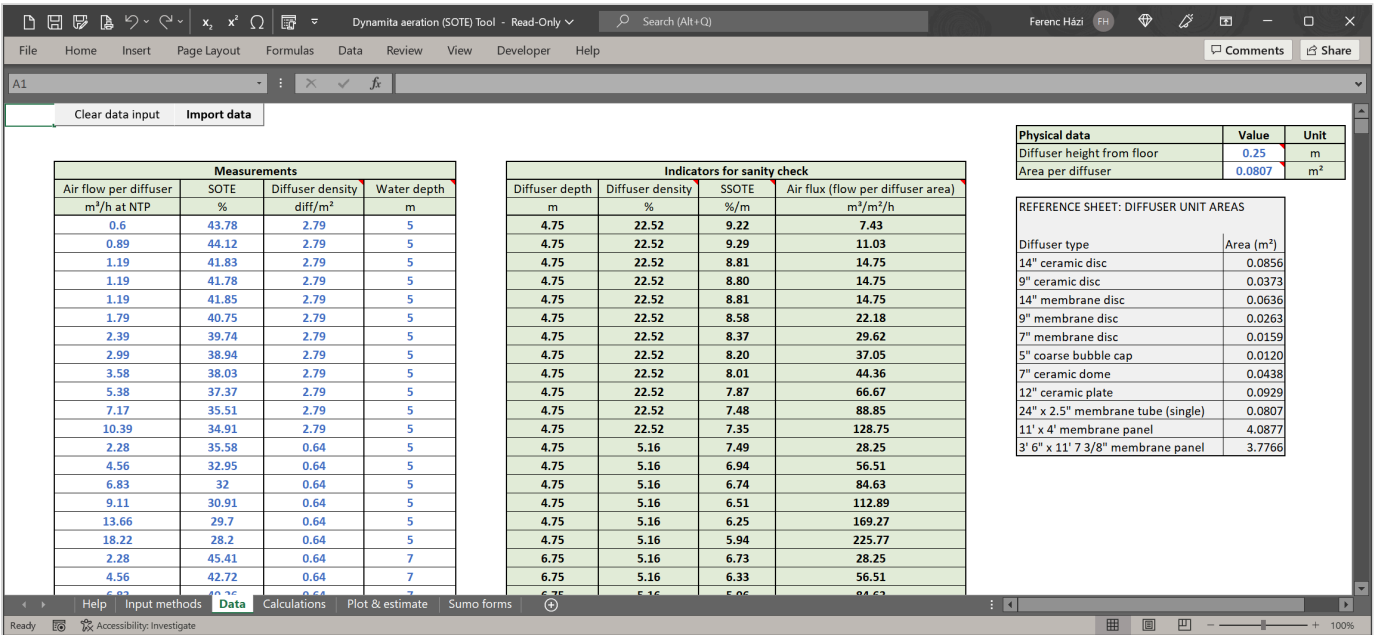 Dynamita aeration (SOTE) Tool - Read-Only
Search (Alt+Q)
Ferenc Házi FH
File Home Insert Page Layout Formulas Data Review View Developer Help
Comments Share
A1 fx
Clear data input Import data
Physical data Value Unit
Diffuser height from floor 0.25 m
Area per diffuser 0.0807 m²
Measurements Indicators for sanity check
Air flow per diffuser SOTE Diffuser density Water depth Diffuser depth Diffuser density SSOTE Air flux (flow per diffuser area)
m³/h at NTP % diff/m² m m % %/m m³/m²/h
0.6 43.78 2.79 5 4.75 22.52 9.22 7.43
0.89 44.12 2.79 5 4.75 22.52 9.29 11.03
1.19 41.83 2.79 5 4.75 22.52 8.81 14.75
1.19 41.78 2.79 5 4.75 22.52 8.80 14.75
1.19 41.85 2.79 5 4.75 22.52 8.81 14.75
1.79 40.75 2.79 5 4.75 22.52 8.58 22.18
2.39 39.74 2.79 5 4.75 22.52 8.37 29.62
2.99 38.94 2.79 5 4.75 22.52 8.20 37.05
3.58 38.03 2.79 5 4.75 22.52 8.01 44.36
5.38 37.37 2.79 5 4.75 22.52 7.87 66.67
7.17 35.51 2.79 5 4.75 22.52 7.48 88.85
10.39 34.91 2.79 5 4.75 22.52 7.35 128.75
2.28 35.58 0.64 5 4.75 5.16 7.49 28.25
4.56 32.95 0.64 5 4.75 5.16 6.94 56.51
6.83 32 0.64 5 4.75 5.16 6.74 84.63
9.11 30.91 0.64 5 4.75 5.16 6.51 112.89
13.66 29.7 0.64 5 4.75 5.16 6.25 169.27
18.22 28.2 0.64 5 4.75 5.16 5.94 225.77
2.28 45.41 0.64 7 6.75 5.16 6.73 28.25
4.56 42.72 0.64 7 6.75 5.16 6.33 56.51
REFERENCE SHEET: DIFFUSER UNIT AREAS
Diffuser type Area (m²)
14" ceramic disc 0.0856
9" ceramic disc 0.0373
14" membrane disc 0.0636
9" membrane disc 0.0263
7" membrane disc 0.0159
5" coarse bubble cap 0.0120
7" ceramic dome 0.0438
12" ceramic plate 0.0929
24" x 2.5" membrane tube (single) 0.0807
11' x 4' membrane panel 4.0877
3' 6" x 11' 7 3/8" membrane panel 3.7766
Help Input methods Data Calculations Plot & estimate Sumo forms
Ready Accessibility: Investigate 100%